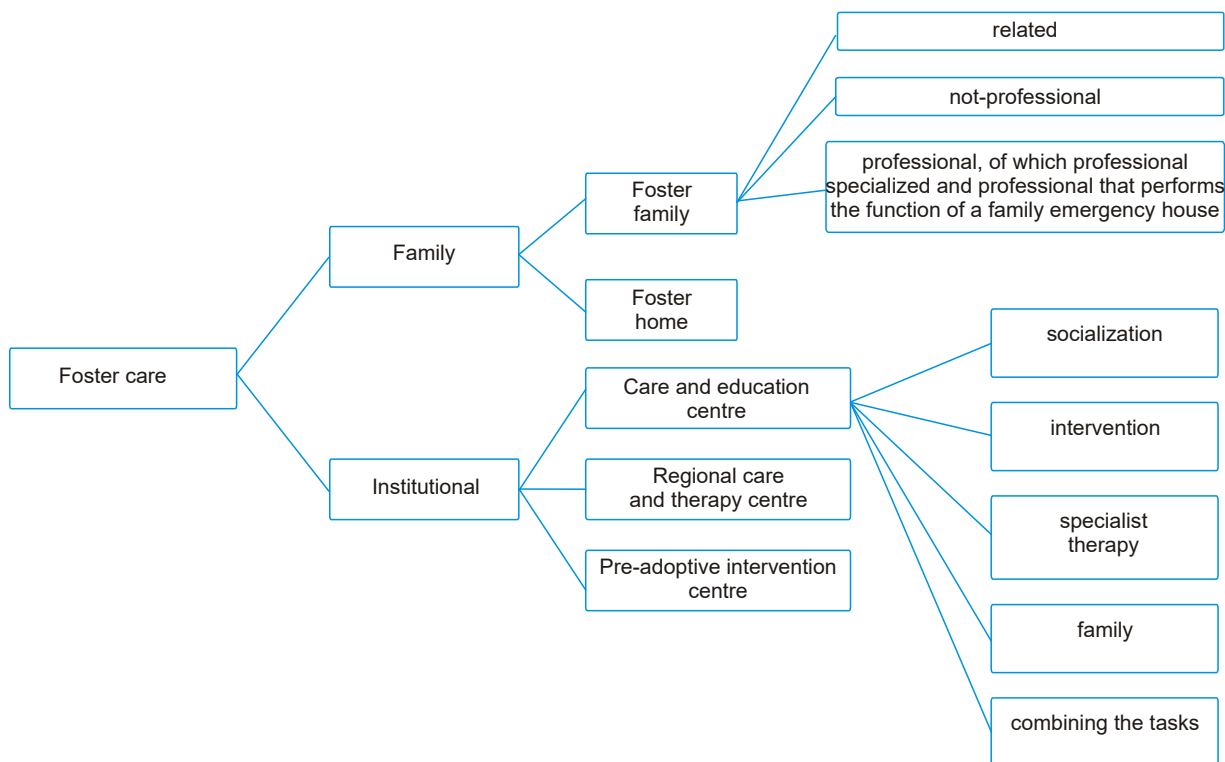 related
not-professional
professional, of which professional
specialized and professional that performs
the function of a family emergency house
Foster
family
Family
Foster
home
Foster care
socialization
Care and education
centre
intervention
Institutional
Regional care
and therapy centre
specialist
therapy
Pre-adoptive intervention
centre
family
combining the tasks